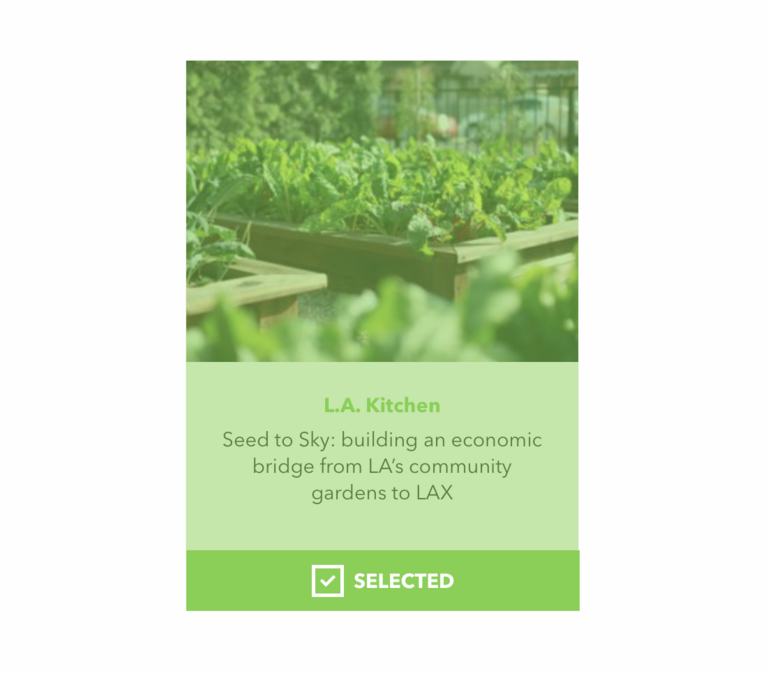 L.A. Kitchen
Seed to Sky: building an economic
bridge from LA’s community
gardens to LAX
SELECTED